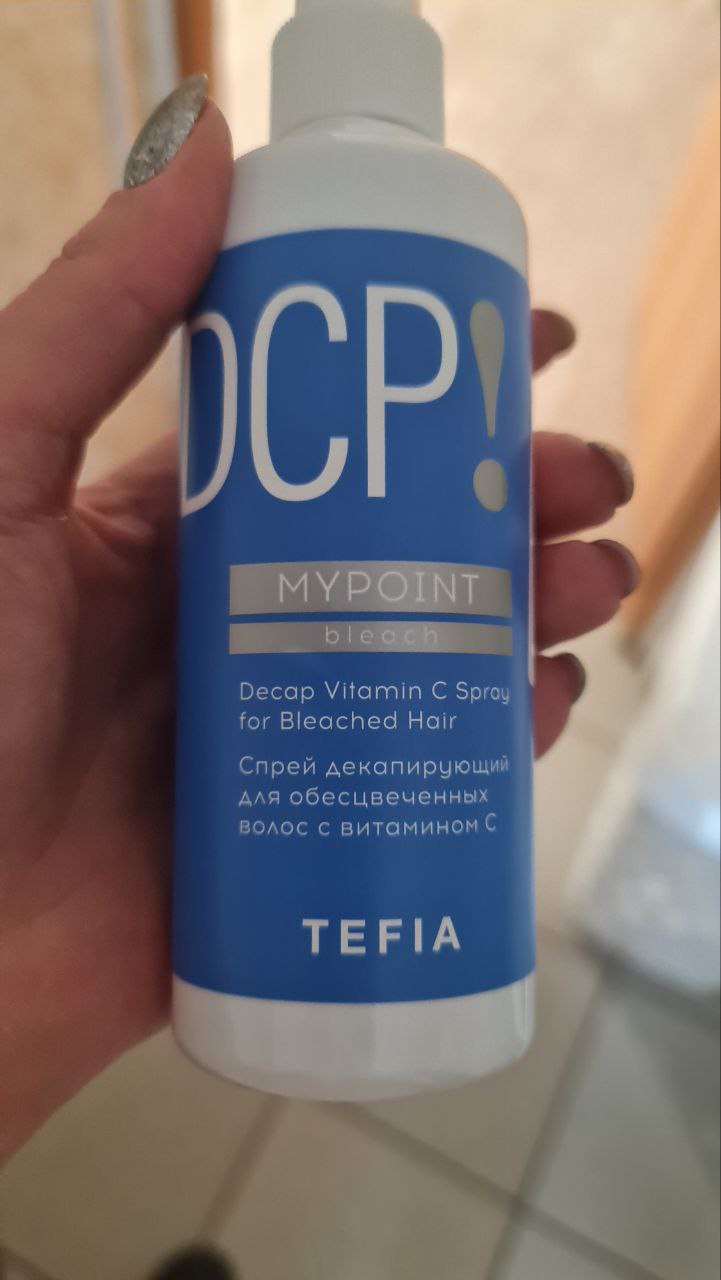 DCP!
MYPOINT
bleach
Decap Vitamin C Spray
for Bleached Hair
Спрей декапирующий
для обесцвеченных
волос с витамином С
TEFIA